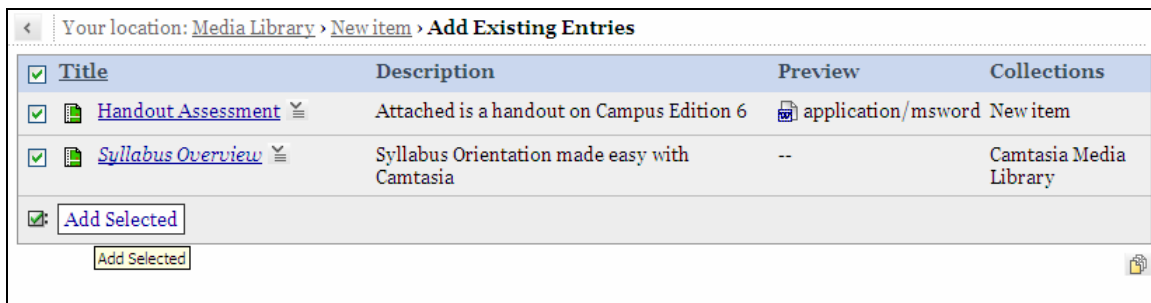 Your location: Media Library › New item › Add Existing Entries
Title Description Preview Collections
Handout Assessment Attached is a handout on Campus Edition 6 application/msword New item
Syllabus Overview Syllabus Orientation made easy with -- Camtasia Media
Camtasia Library
Add Selected
Add Selected